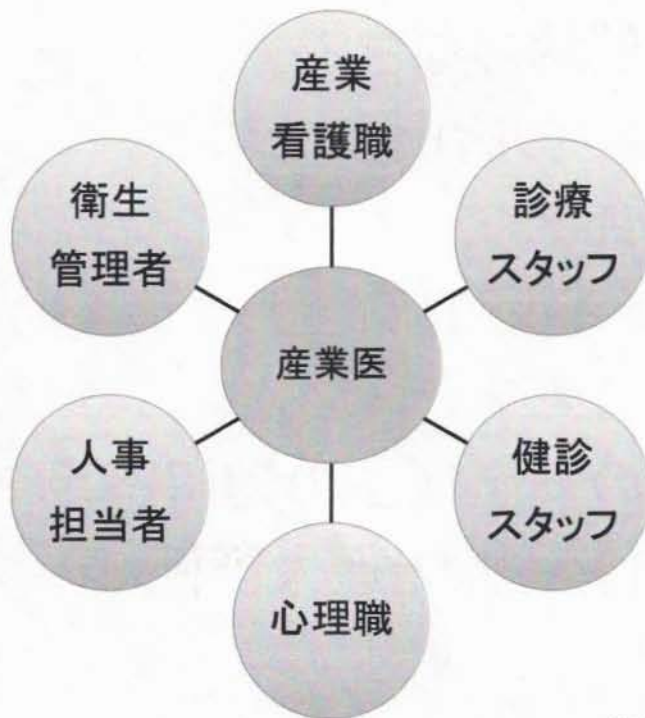 産業
看護職
衛生
管理者
診療
スタッフ
産業医
人事
担当者
健診
スタッフ
心理職